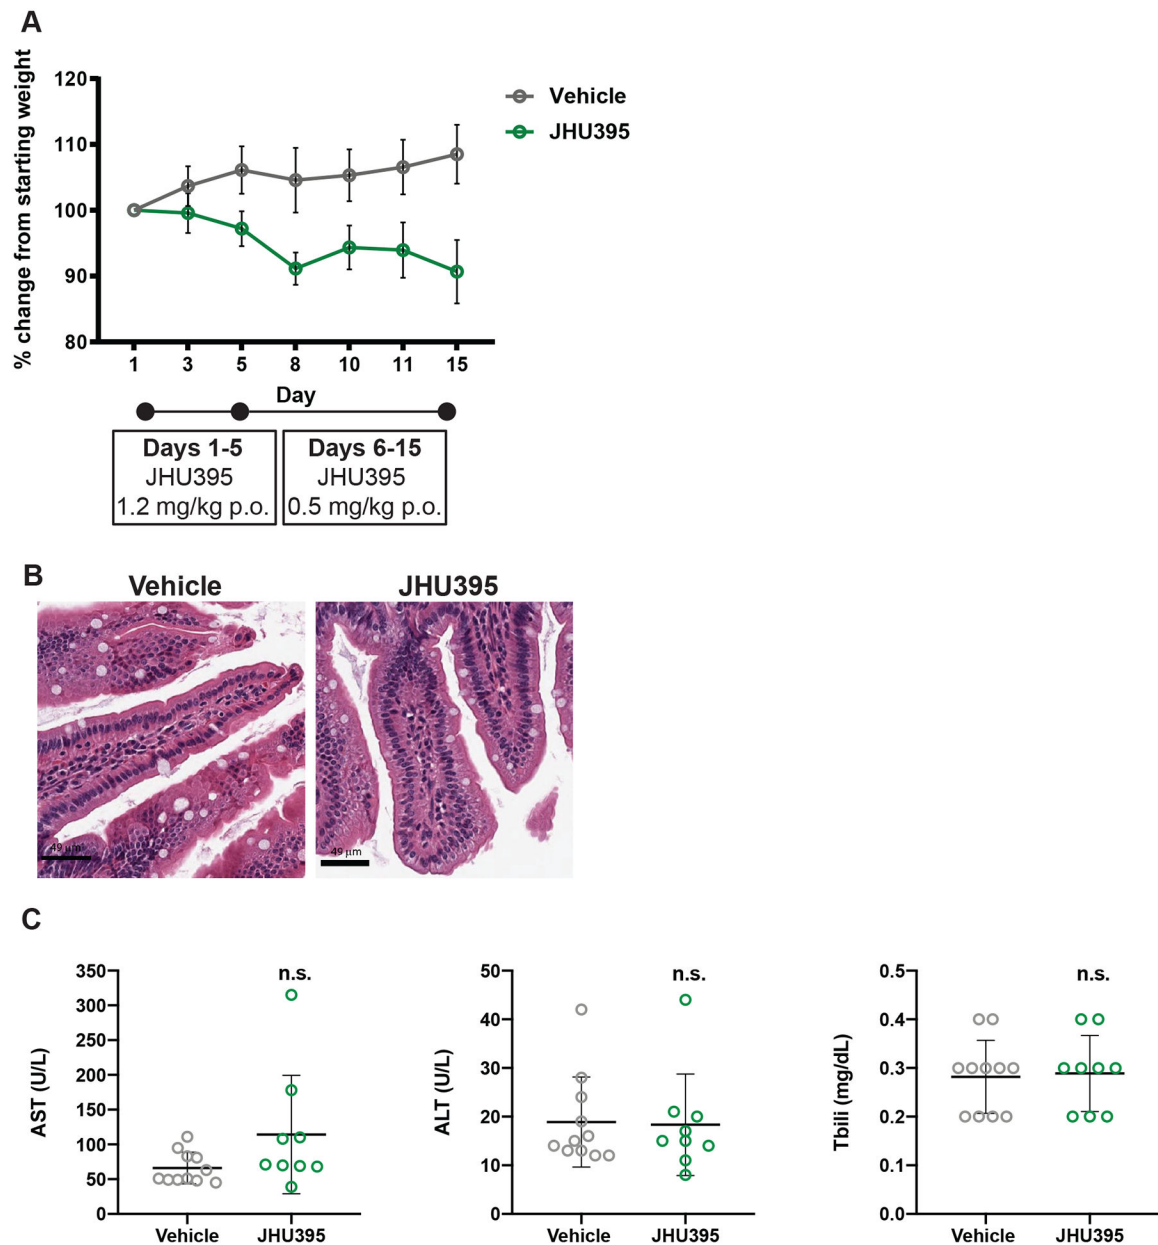 A
% change from starting weight
120
110
100
90
80
1 3 5 8 10 11 15
Day
Vehicle
JHU395
Days 1-5
JHU395
1.2 mg/kg p.o.
Days 6-15
JHU395
0.5 mg/kg p.o.
B
Vehicle
JHU395
49 µm
49 µm
C
AST (U/L)
350
300
250
200
150
100
50
0
n.s.
Vehicle JHU395
ALT (U/L)
50
40
30
20
10
0
n.s.
Vehicle JHU395
Tbili (mg/dL)
0.5
0.4
0.3
0.2
0.1
0.0
n.s.
Vehicle JHU395